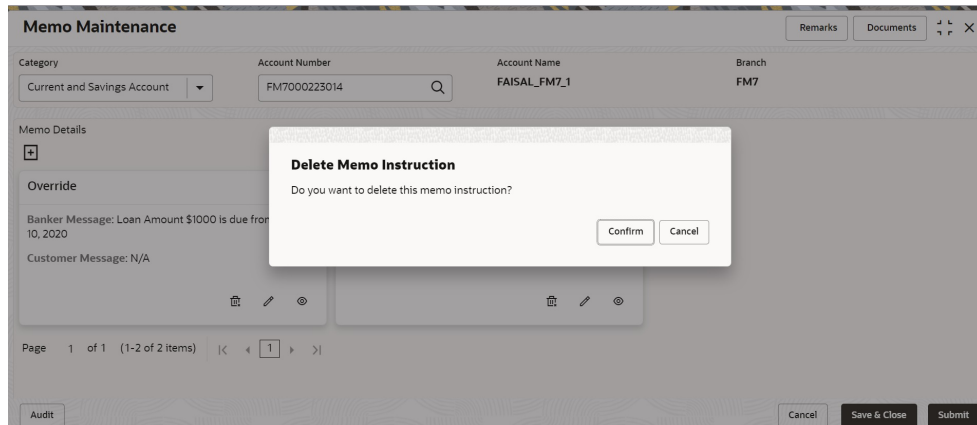 Memo Maintenance
Remarks
Documents
Category
Account Number
Account Name
Branch
Current and Savings Account
FM7000223014
FAISAL_FM7_1
FM7
Memo Details
Delete Memo Instruction
Do you want to delete this memo instruction?
Confirm
Cancel
Override
Banker Message: Loan Amount $1000 is due from
10, 2020
Customer Message: N/A
Page 1 of 1 (1-2 of 2 items) 1
Audit
Cancel
Save & Close
Submit